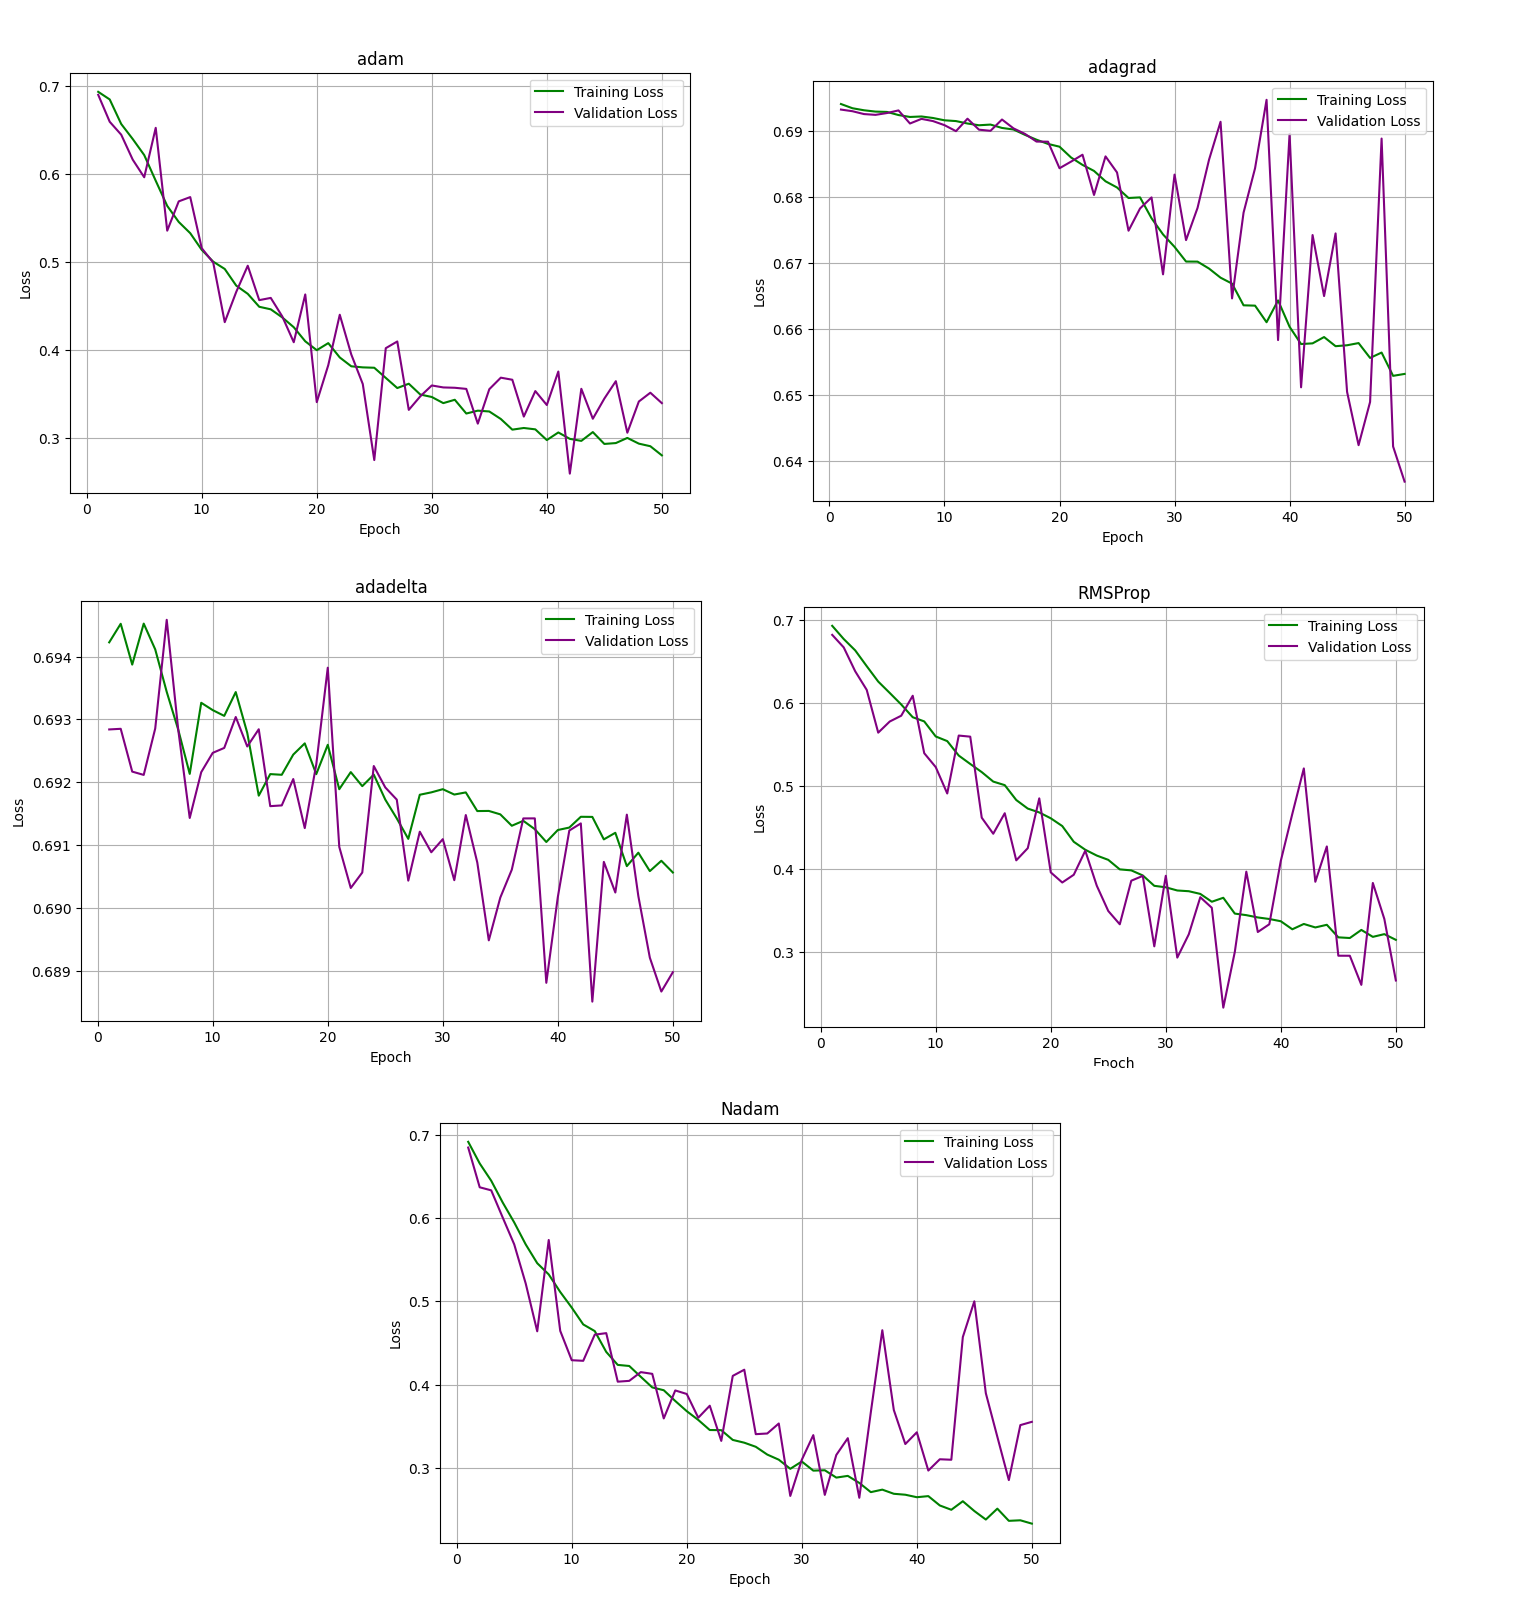 adam
Training Loss
Validation Loss
0.7
0.6
0.5
0.4
0.3
Loss
0 10 20 30 40 50
Epoch
adagrad
Training Loss
Validation Loss
0.69
0.68
0.67
0.66
0.65
0.64
Loss
0 10 20 30 40 50
Epoch
adadelta
Training Loss
Validation Loss
0.694
0.693
0.692
0.691
0.690
0.689
Loss
0 10 20 30 40 50
Epoch
RMSProp
Training Loss
Validation Loss
0.7
0.6
0.5
0.4
0.3
Loss
0 10 20 30 40 50
Epoch
Nadam
Training Loss
Validation Loss
0.7
0.6
0.5
0.4
0.3
Loss
0 10 20 30 40 50
Epoch